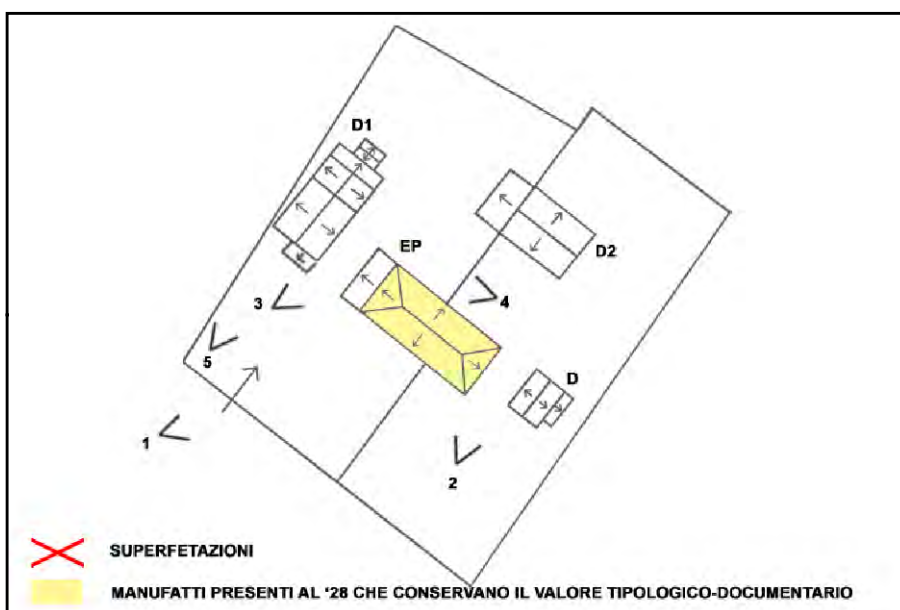 D1
EP
D2
3
4
5
D
1
2
SUPERFETAZIONI
MANUFATTI PRESENTI AL '28 CHE CONSERVANO IL VALORE TIPOLOGICO-DOCUMENTARIO